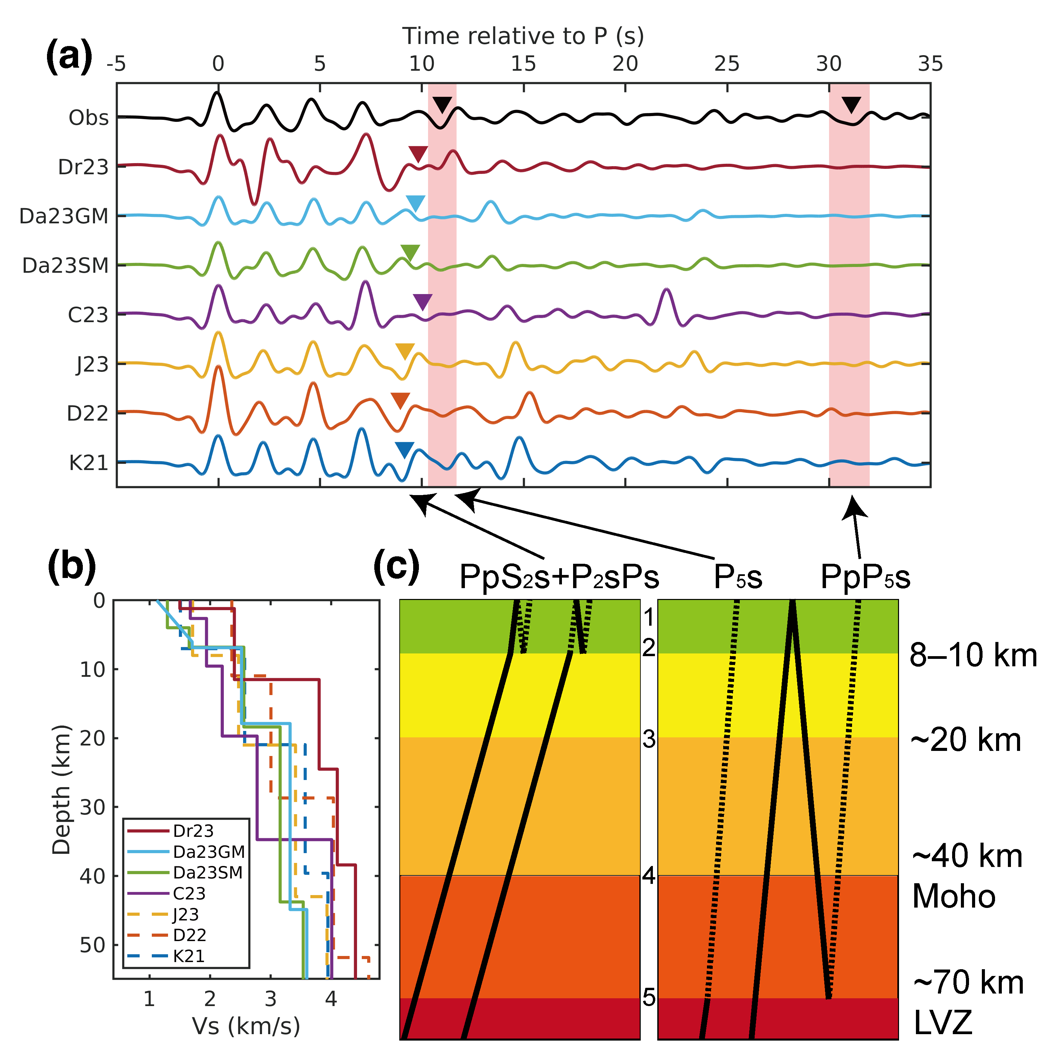 (a)
Time relative to P (s)
-5 0 5 10 15 20 25 30 35
Obs
Dr23
Da23GM
Da23SM
C23
J23
D22
K21
(b)
0
10
20
30
40
50
Depth (km)
Dr23
Da23GM
Da23SM
C23
J23
D22
K21
1 2 3 4
Vs (km/s)
(c)
PpS₂s+P₂sPs P₅s PpP₅s
1
2
3
4
5
8–10 km
~20 km
~40 km
Moho
~70 km
LVZ